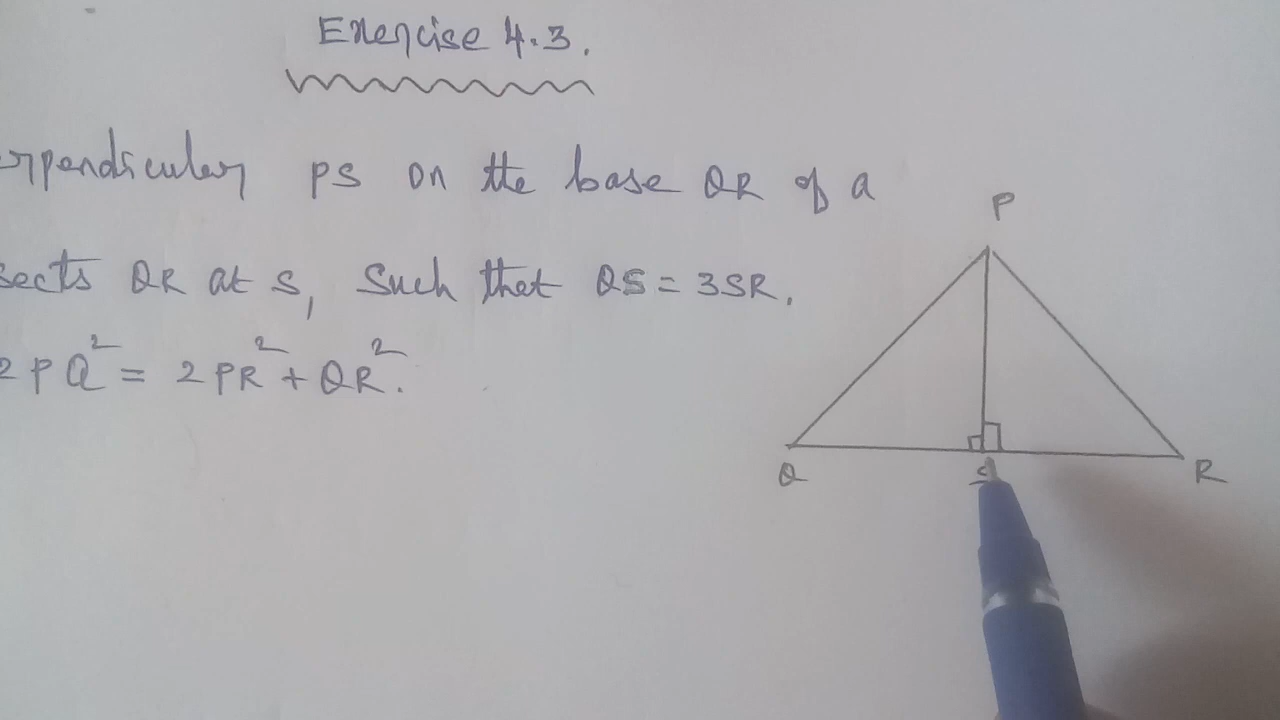 Exercise 4.3.
erpendicular PS on the base QR of a
sects QR at S, Such that QS = 3SR.
2PQ² = 2PR² + QR².
P
Q
S
R